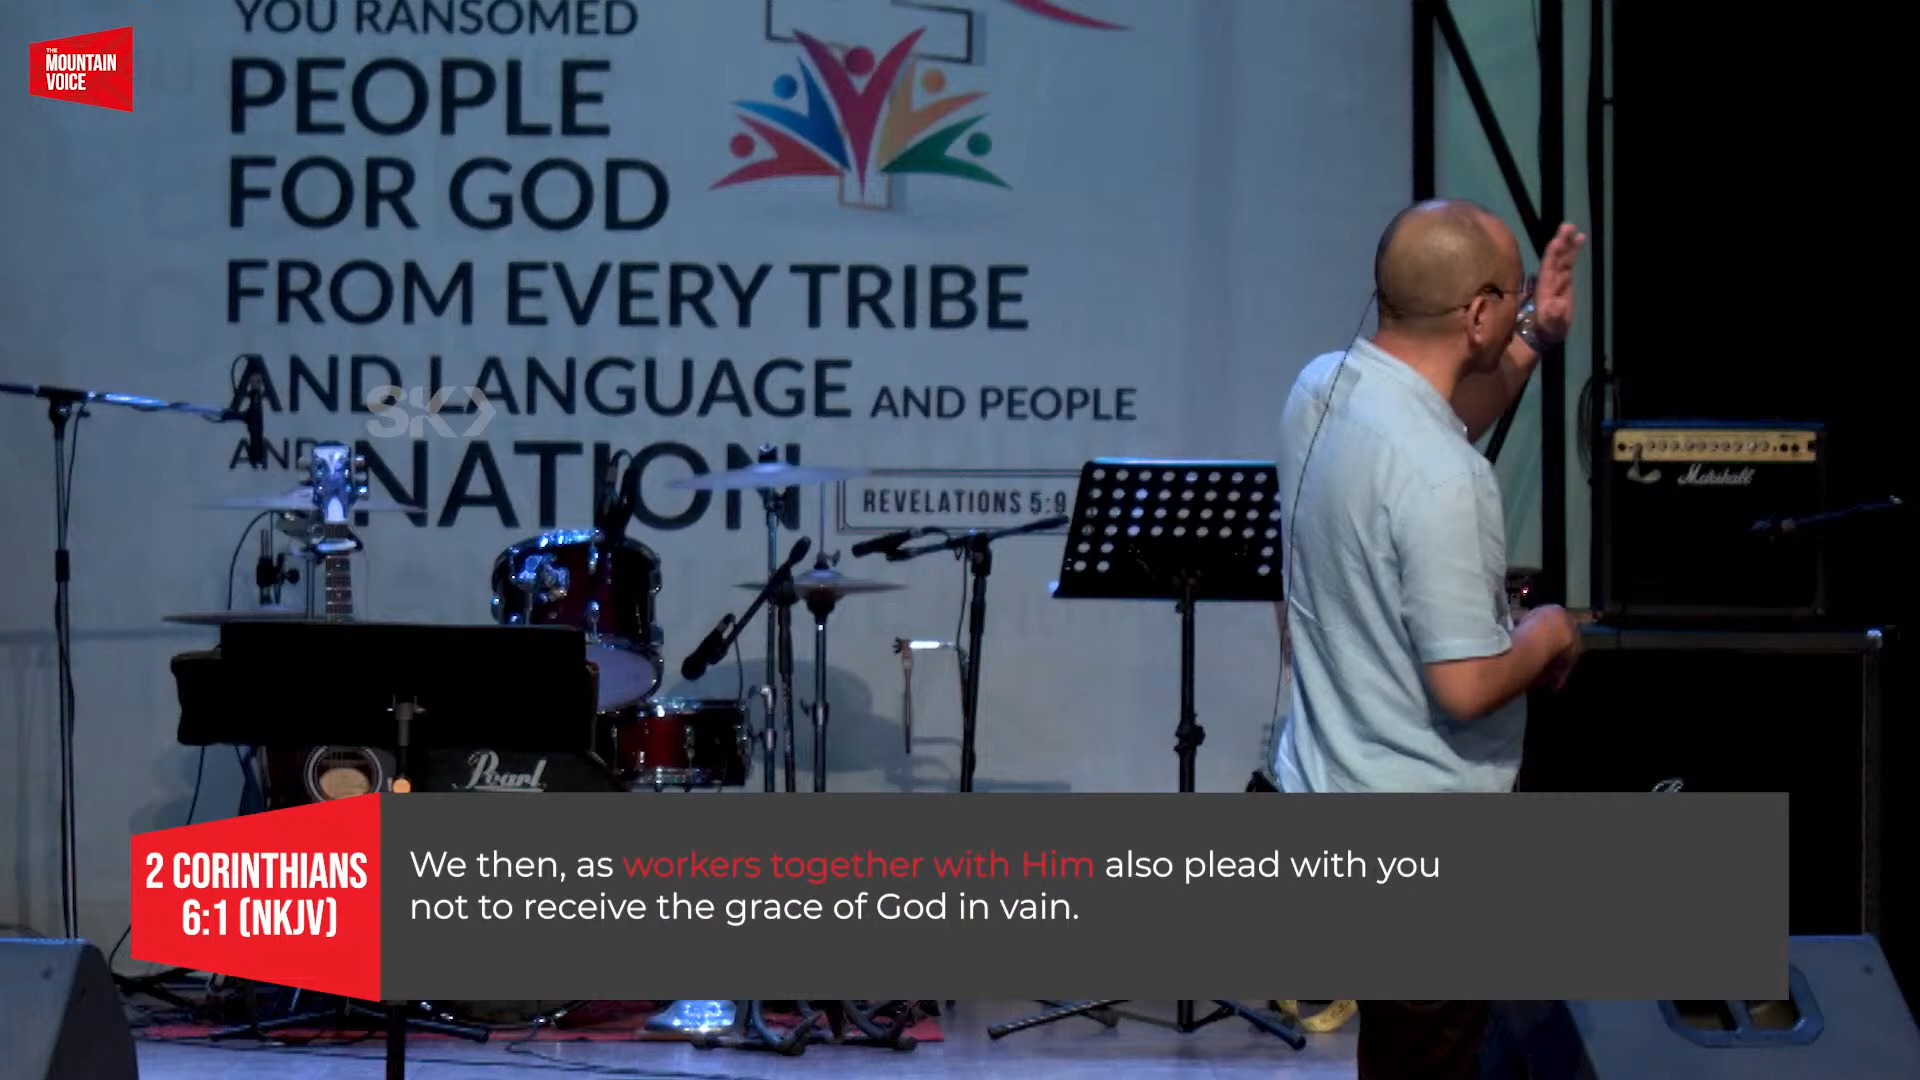 THE
MOUNTAIN
VOICE
YOU RANSOMED
PEOPLE
FOR GOD
FROM EVERY TRIBE
AND LANGUAGE AND PEOPLE
AND NATION
REVELATIONS 5:9
SK
Marshall
Pearl
2 CORINTHIANS
6:1 (NKJV)
We then, as workers together with Him also plead with you
not to receive the grace of God in vain.